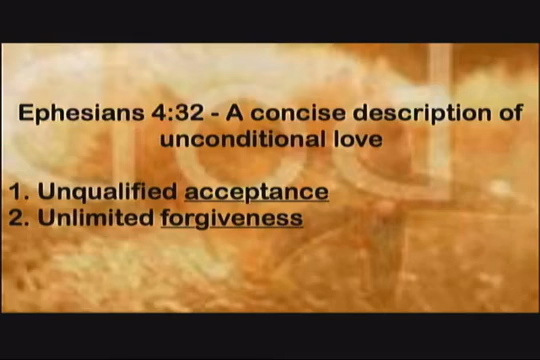 Ephesians 4:32 - A concise description of
unconditional love
1. Unqualified acceptance
2. Unlimited forgiveness